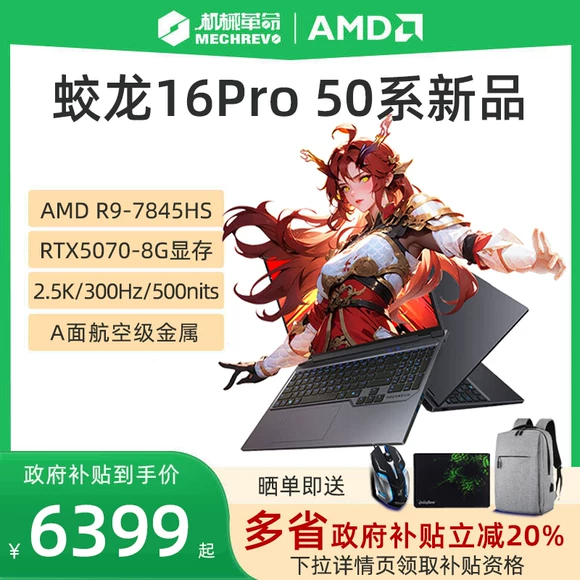 机械革命 MECHREVO | AMD
蛟龙16Pro 50系新品
AMD R9-7845HS
RTX5070-8G显存
2.5K/300Hz/500nits
A面航空级金属
MECHREVO
政府补贴到手价
¥6399起
晒单即送
多省政府补贴立减20%
下拉详情页领取补贴资格